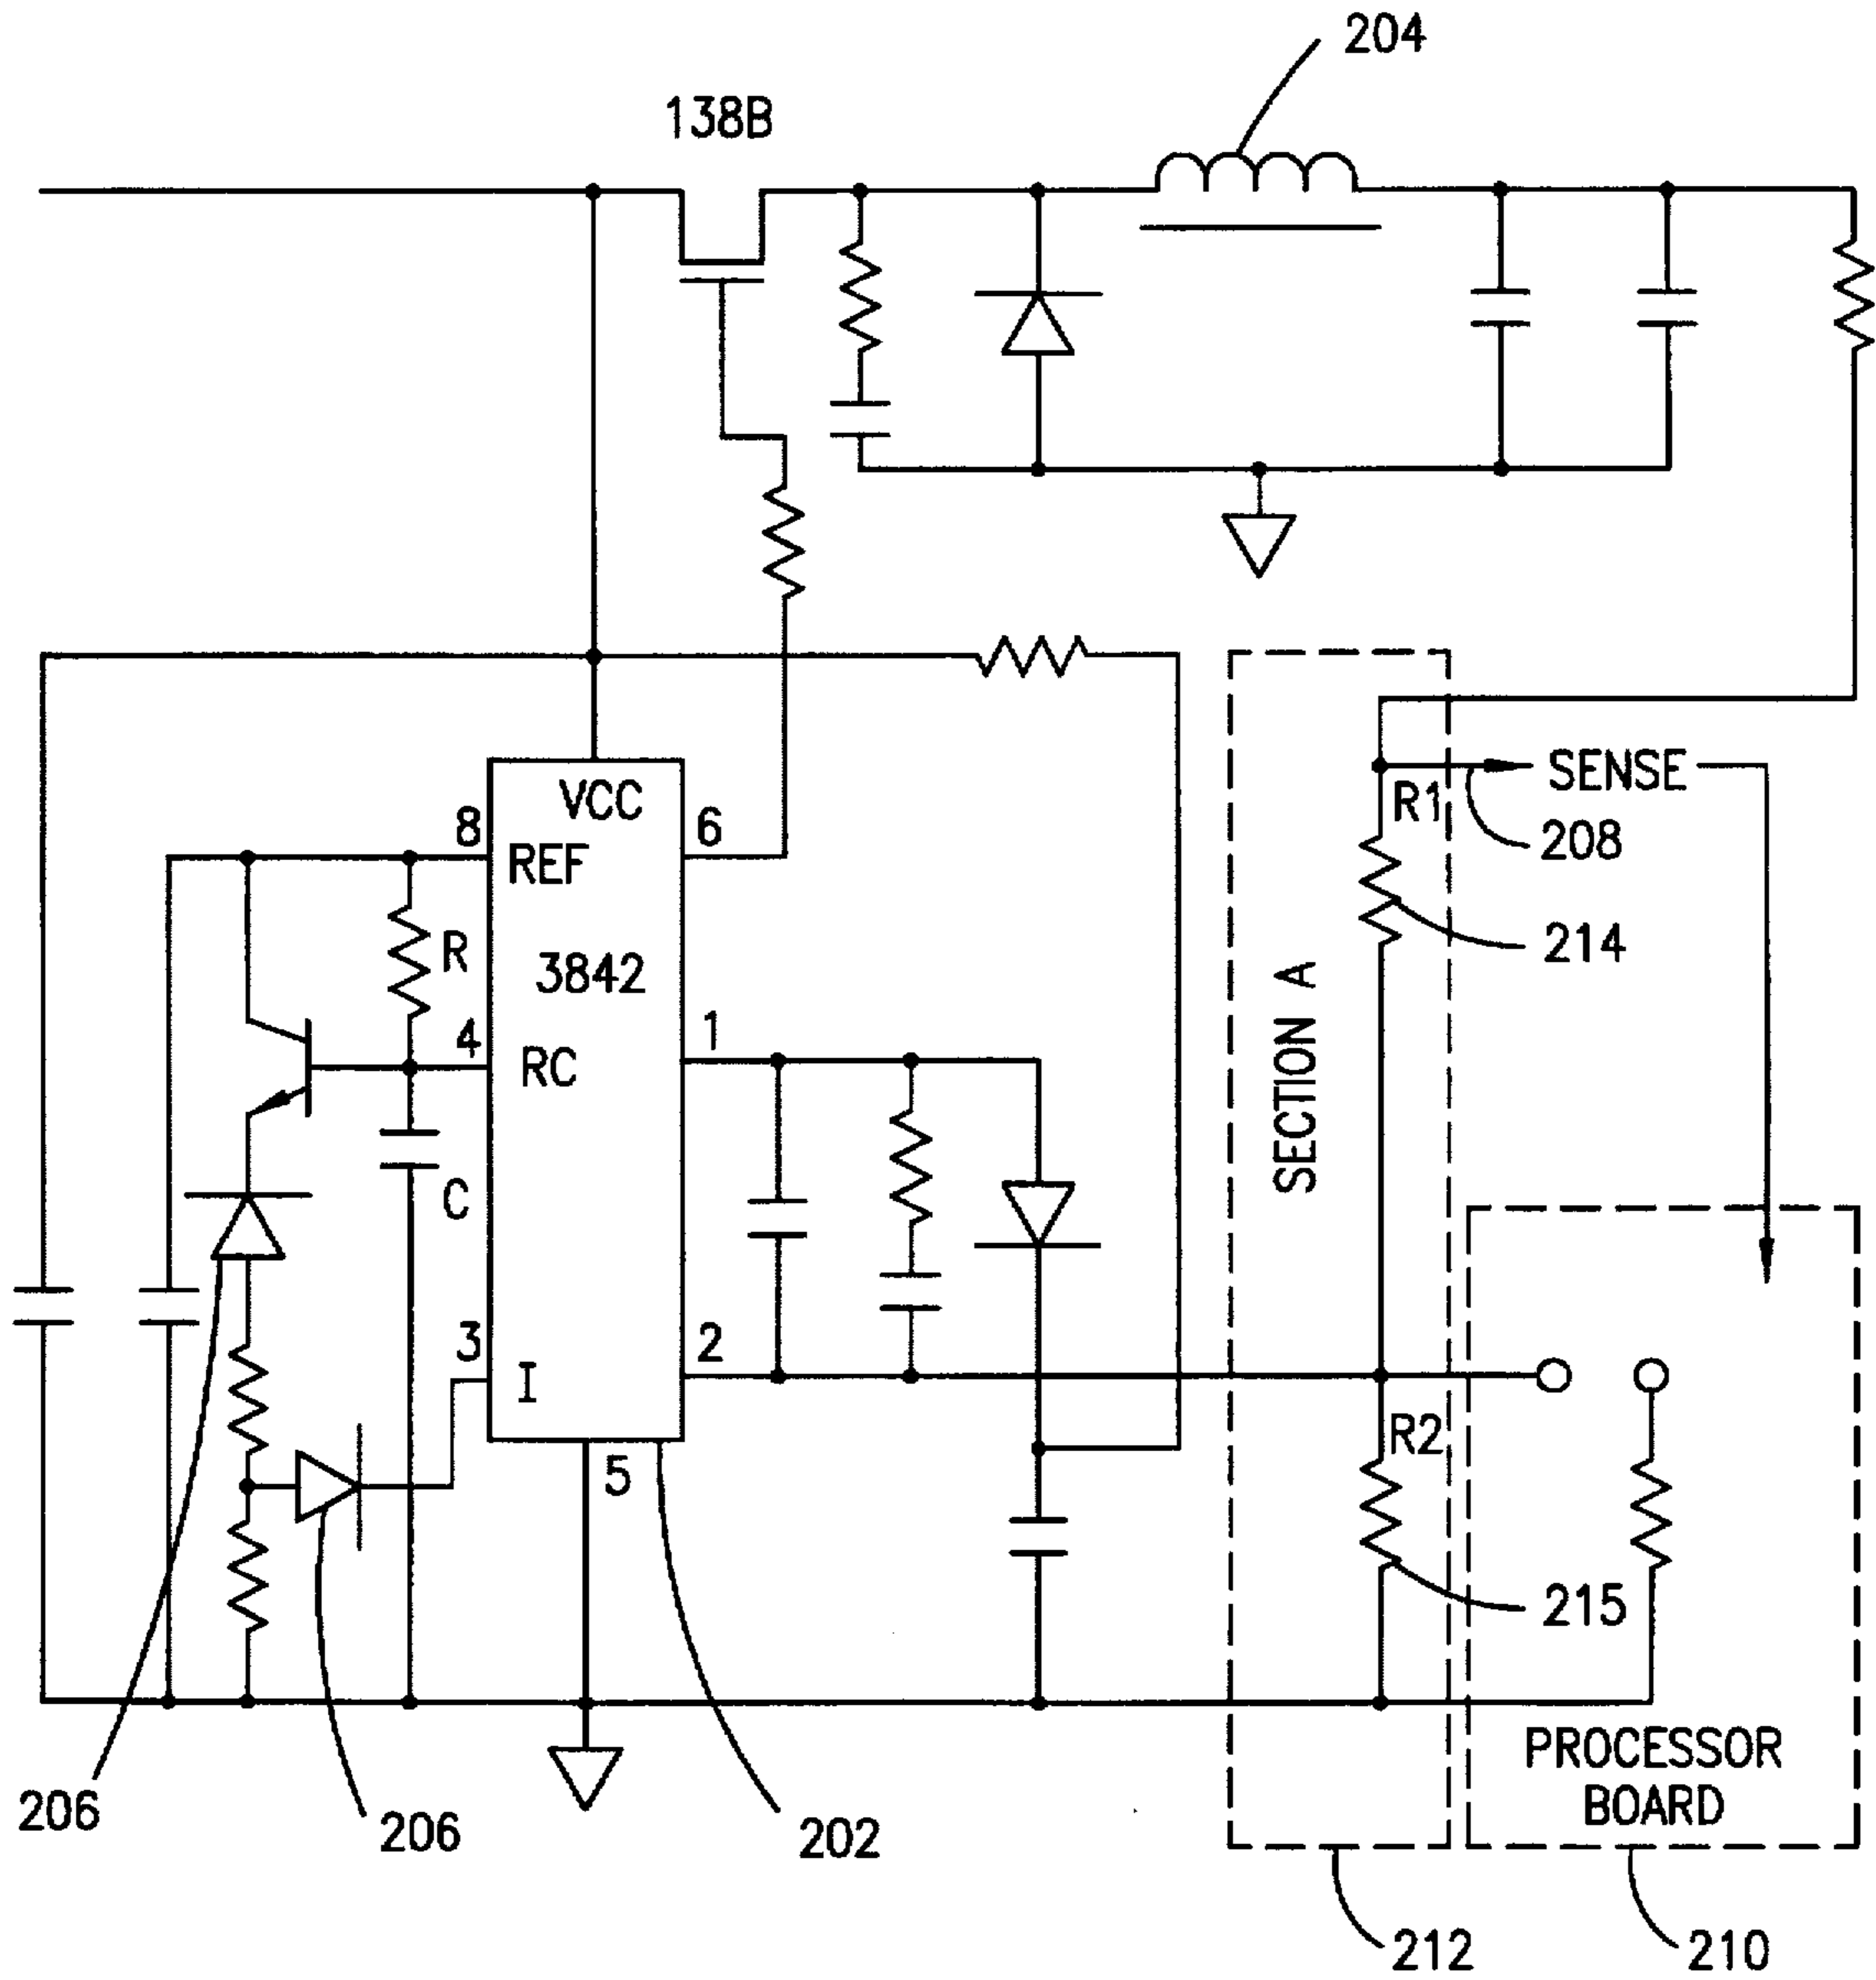 204
138B
VCC
8
6
REF
SENSE
R1
208
R
3842
214
4
1
RC
SECTION A
C
3
2
I
R2
5
215
PROCESSOR
BOARD
206
206
202
212
210